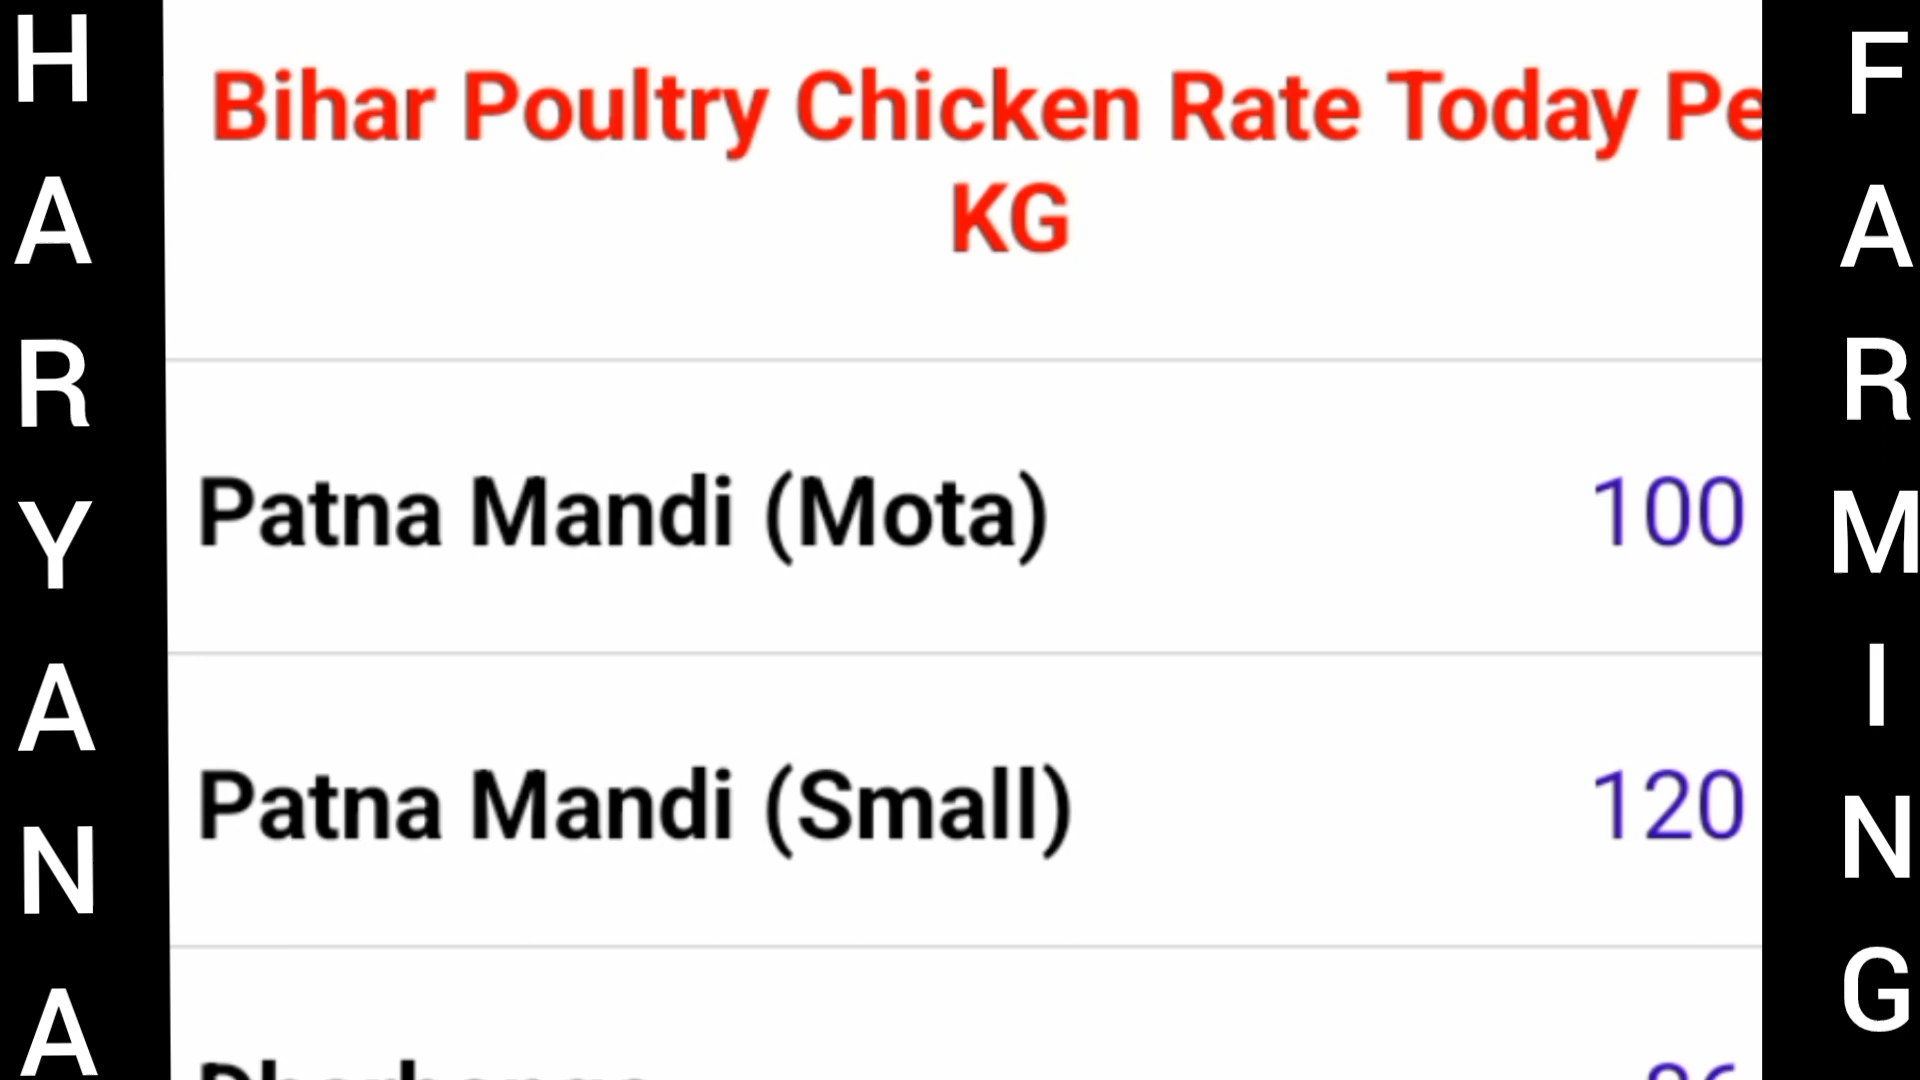 HARYANA
Bihar Poultry Chicken Rate Today Pe
KG
Patna Mandi (Mota) 100
Patna Mandi (Small) 120
FARMING